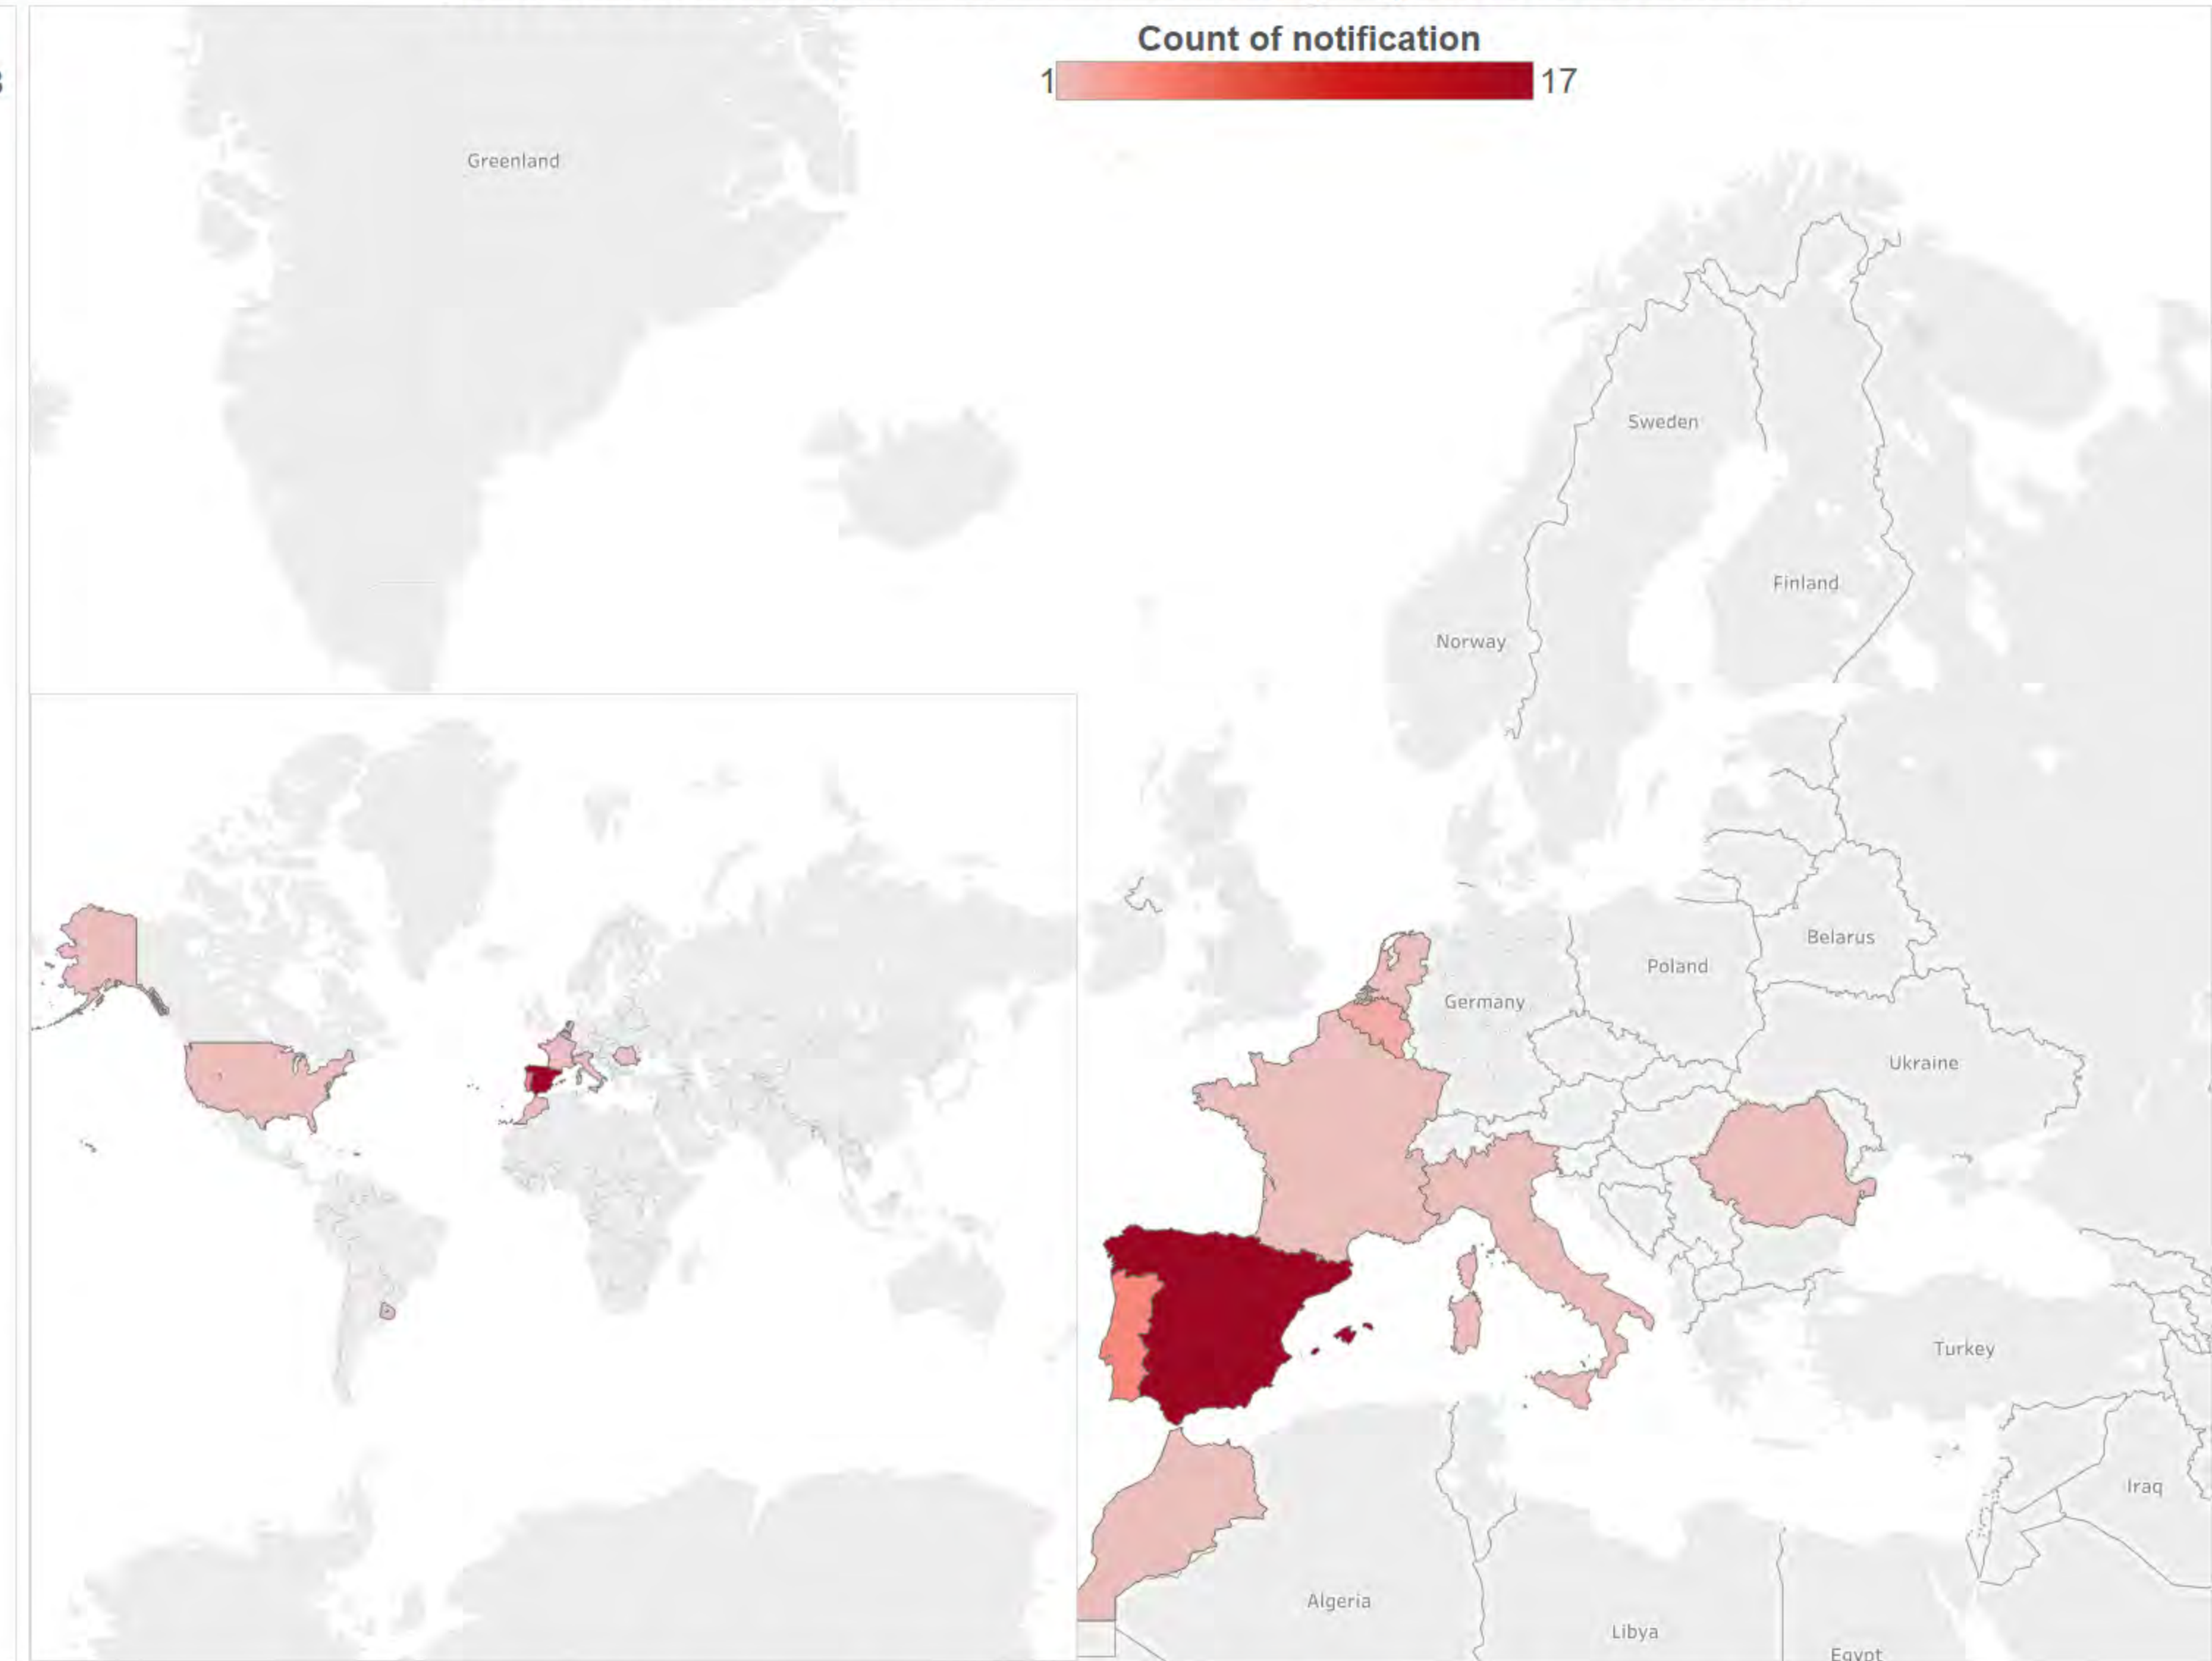 Count of notification
1 17
Greenland
Sweden
Finland
Norway
Belarus
Poland
Germany
Ukraine
Turkey
Iraq
Algeria
Libya
Egypt